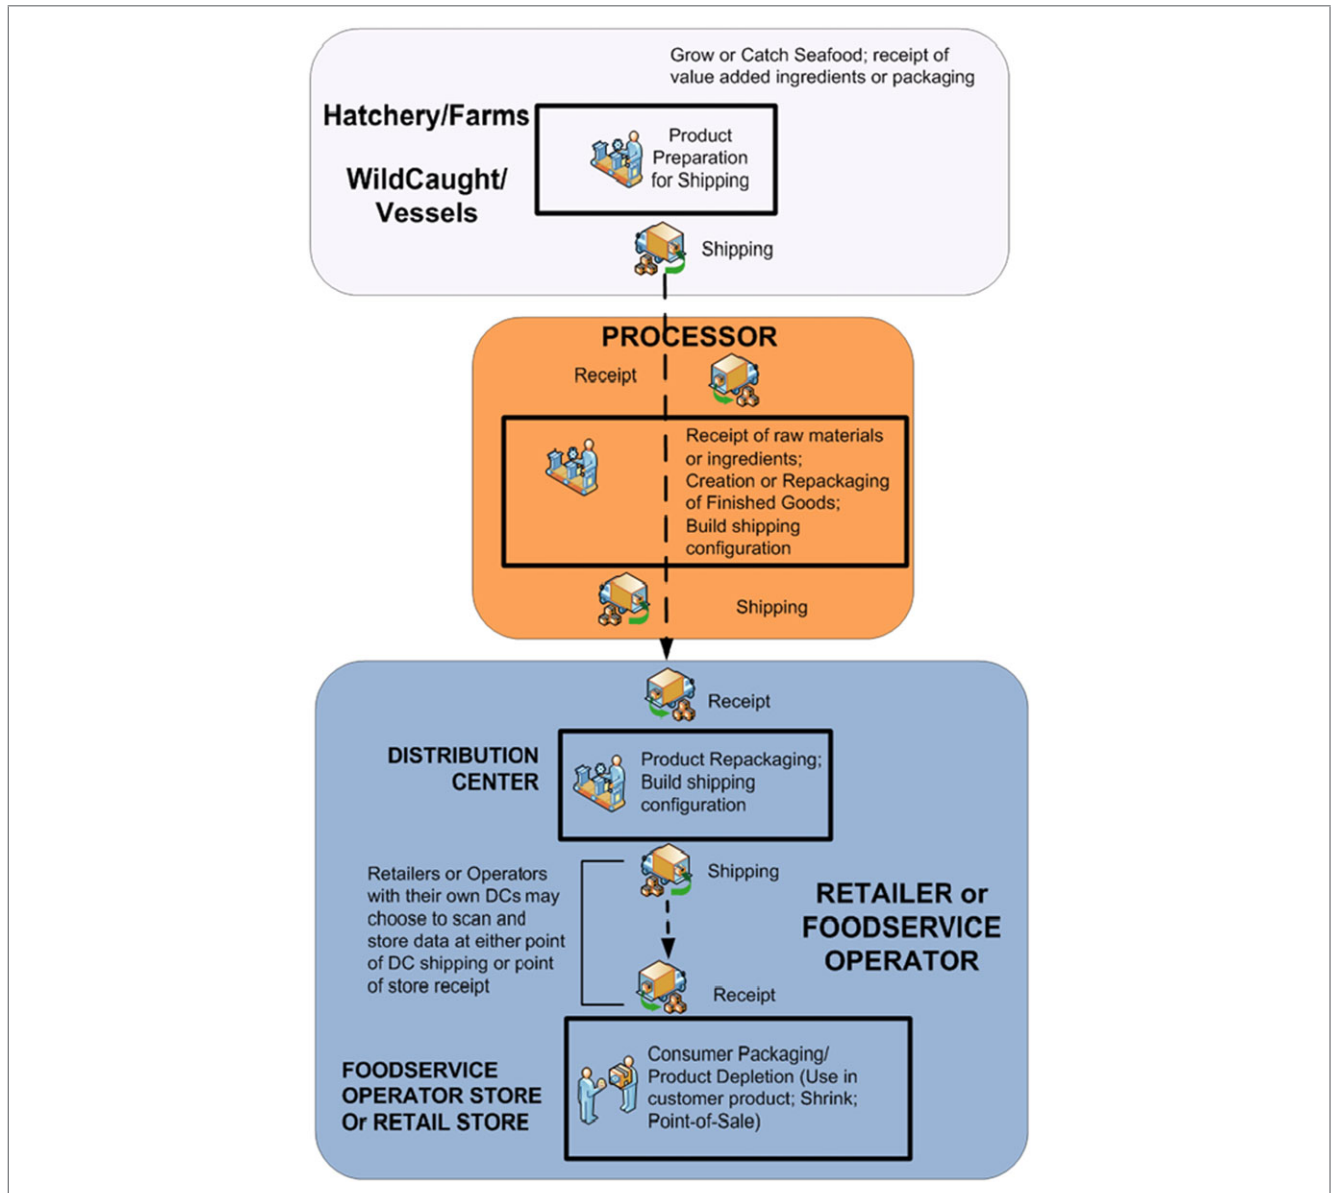 Grow or Catch Seafood; receipt of
value added ingredients or packaging
Hatchery/Farms
WildCaught/
Vessels
Product
Preparation
for Shipping
Shipping
PROCESSOR
Receipt
Receipt of raw materials
or ingredients;
Creation or Repackaging
of Finished Goods;
Build shipping
configuration
Shipping
Receipt
DISTRIBUTION
CENTER
Product Repackaging;
Build shipping
configuration
Shipping
Retailers or Operators
with their own DCs may
choose to scan and
store data at either point
of DC shipping or point
of store receipt
RETAILER or
FOODSERVICE
OPERATOR
Receipt
FOODSERVICE
OPERATOR STORE
Or RETAIL STORE
Consumer Packaging/
Product Depletion (Use in
customer product; Shrink;
Point-of-Sale)